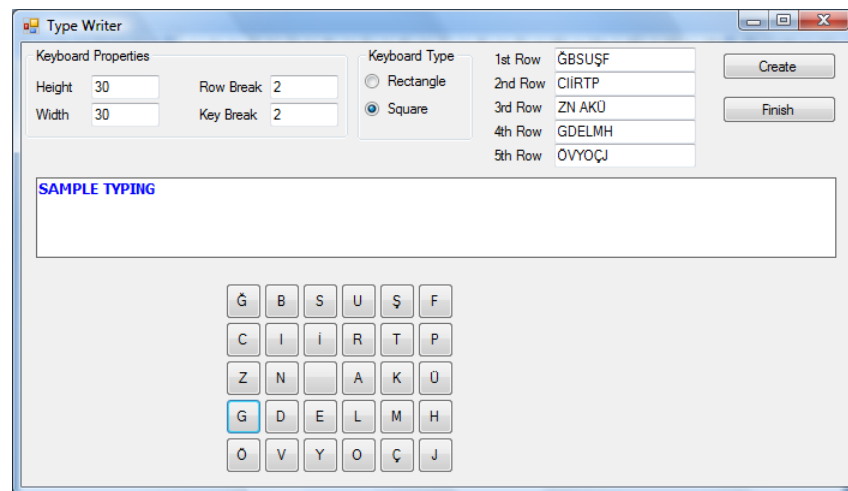 Type Writer
Keyboard Properties
Height 30 Row Break 2
Width 30 Key Break 2
Keyboard Type
Rectangle
Square
1st Row ĞBSUŞF
2nd Row CIİRTP
3rd Row ZN AKÜ
4th Row GDELMH
5th Row ÖVYOÇJ
Create
Finish
SAMPLE TYPING
Ğ B S U Ş F
C I İ R T P
Z N A K Ü
G D E L M H
Ö V Y O Ç J